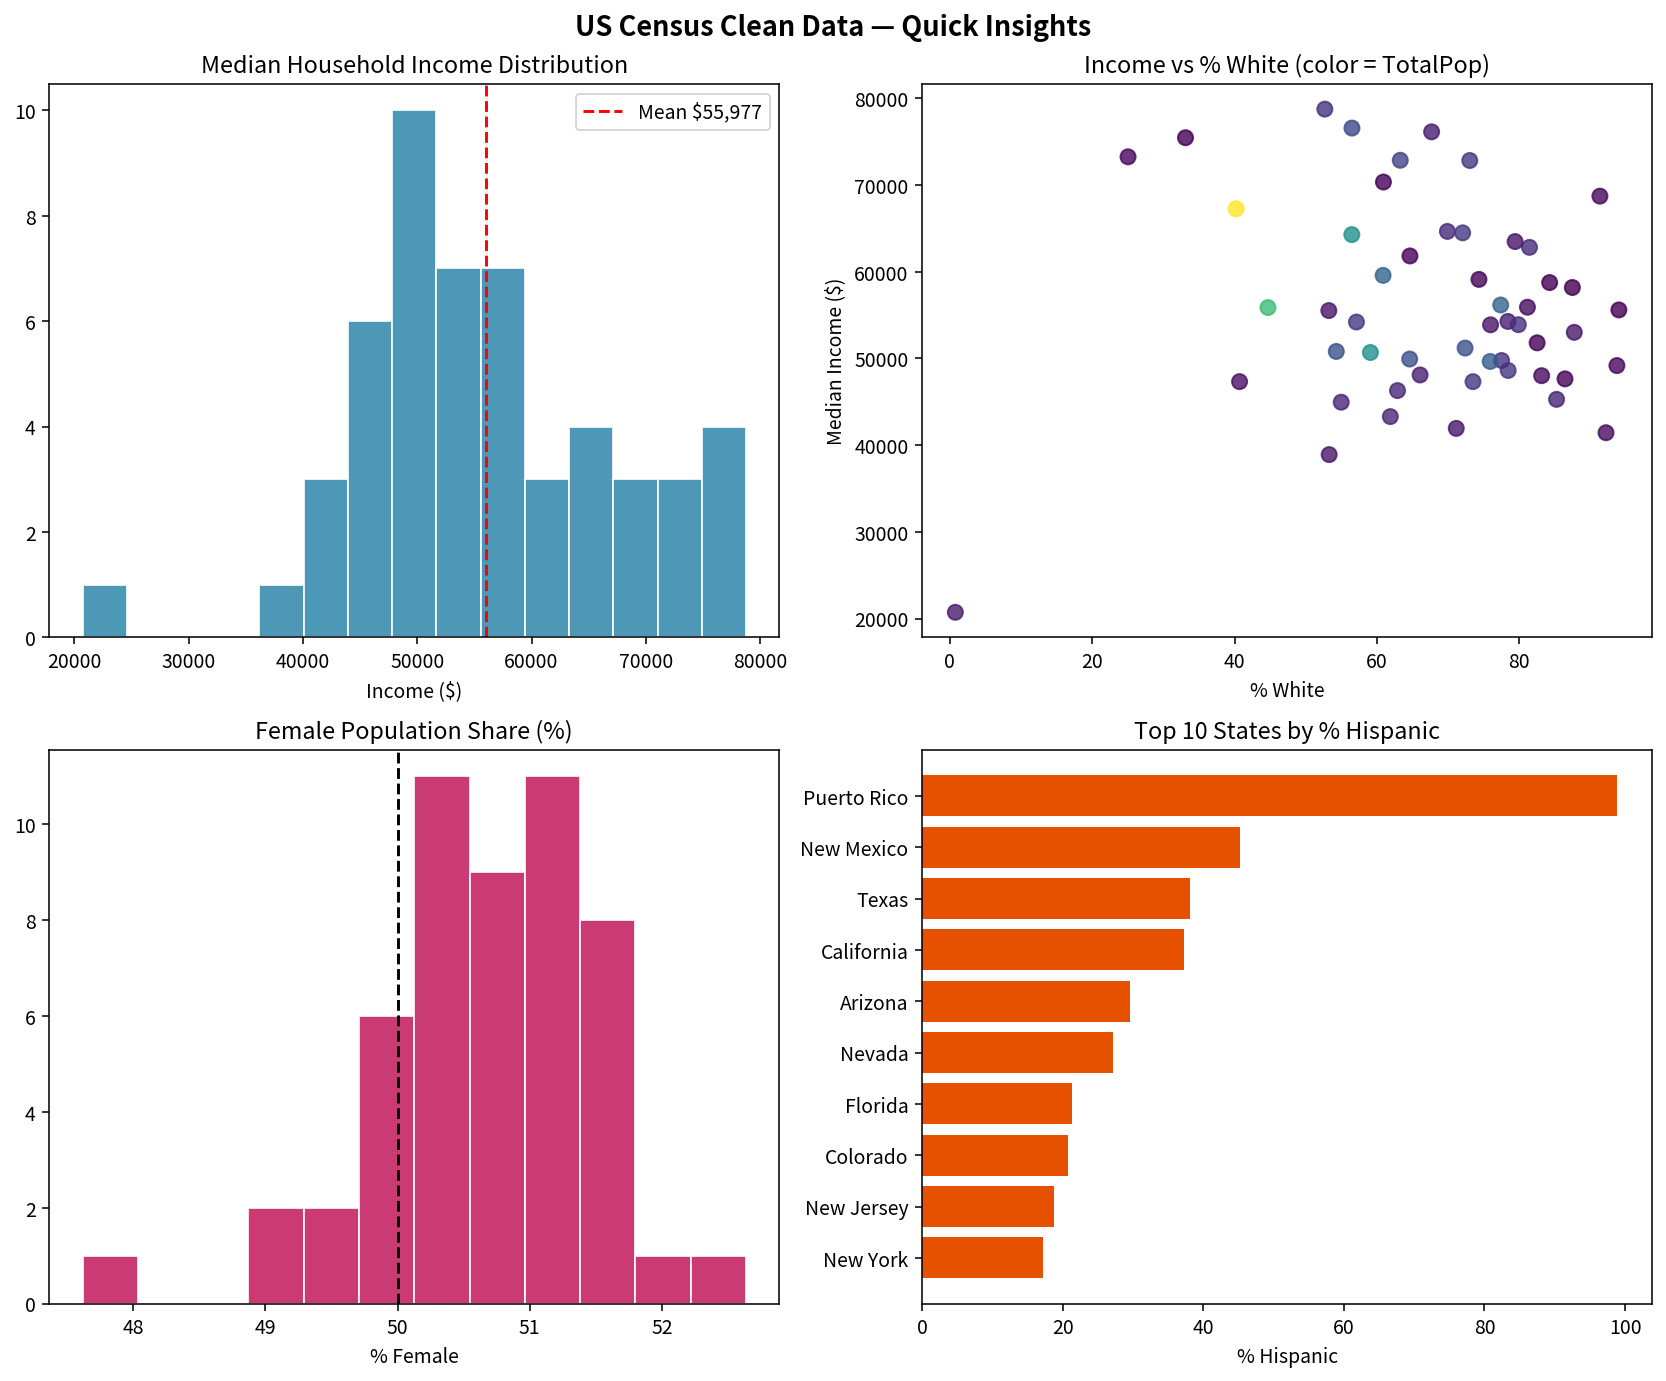 US Census Clean Data — Quick Insights
Median Household Income Distribution
10
8
6
4
2
0
Mean $55,977
20000 30000 40000 50000 60000 70000 80000
Income ($)
Income vs % White (color = TotalPop)
Median Income ($)
80000
70000
60000
50000
40000
30000
20000
0 20 40 60 80
% White
Female Population Share (%)
10
8
6
4
2
0
48 49 50 51 52
% Female
Top 10 States by % Hispanic
Puerto Rico
New Mexico
Texas
California
Arizona
Nevada
Florida
Colorado
New Jersey
New York
0 20 40 60 80 100
% Hispanic